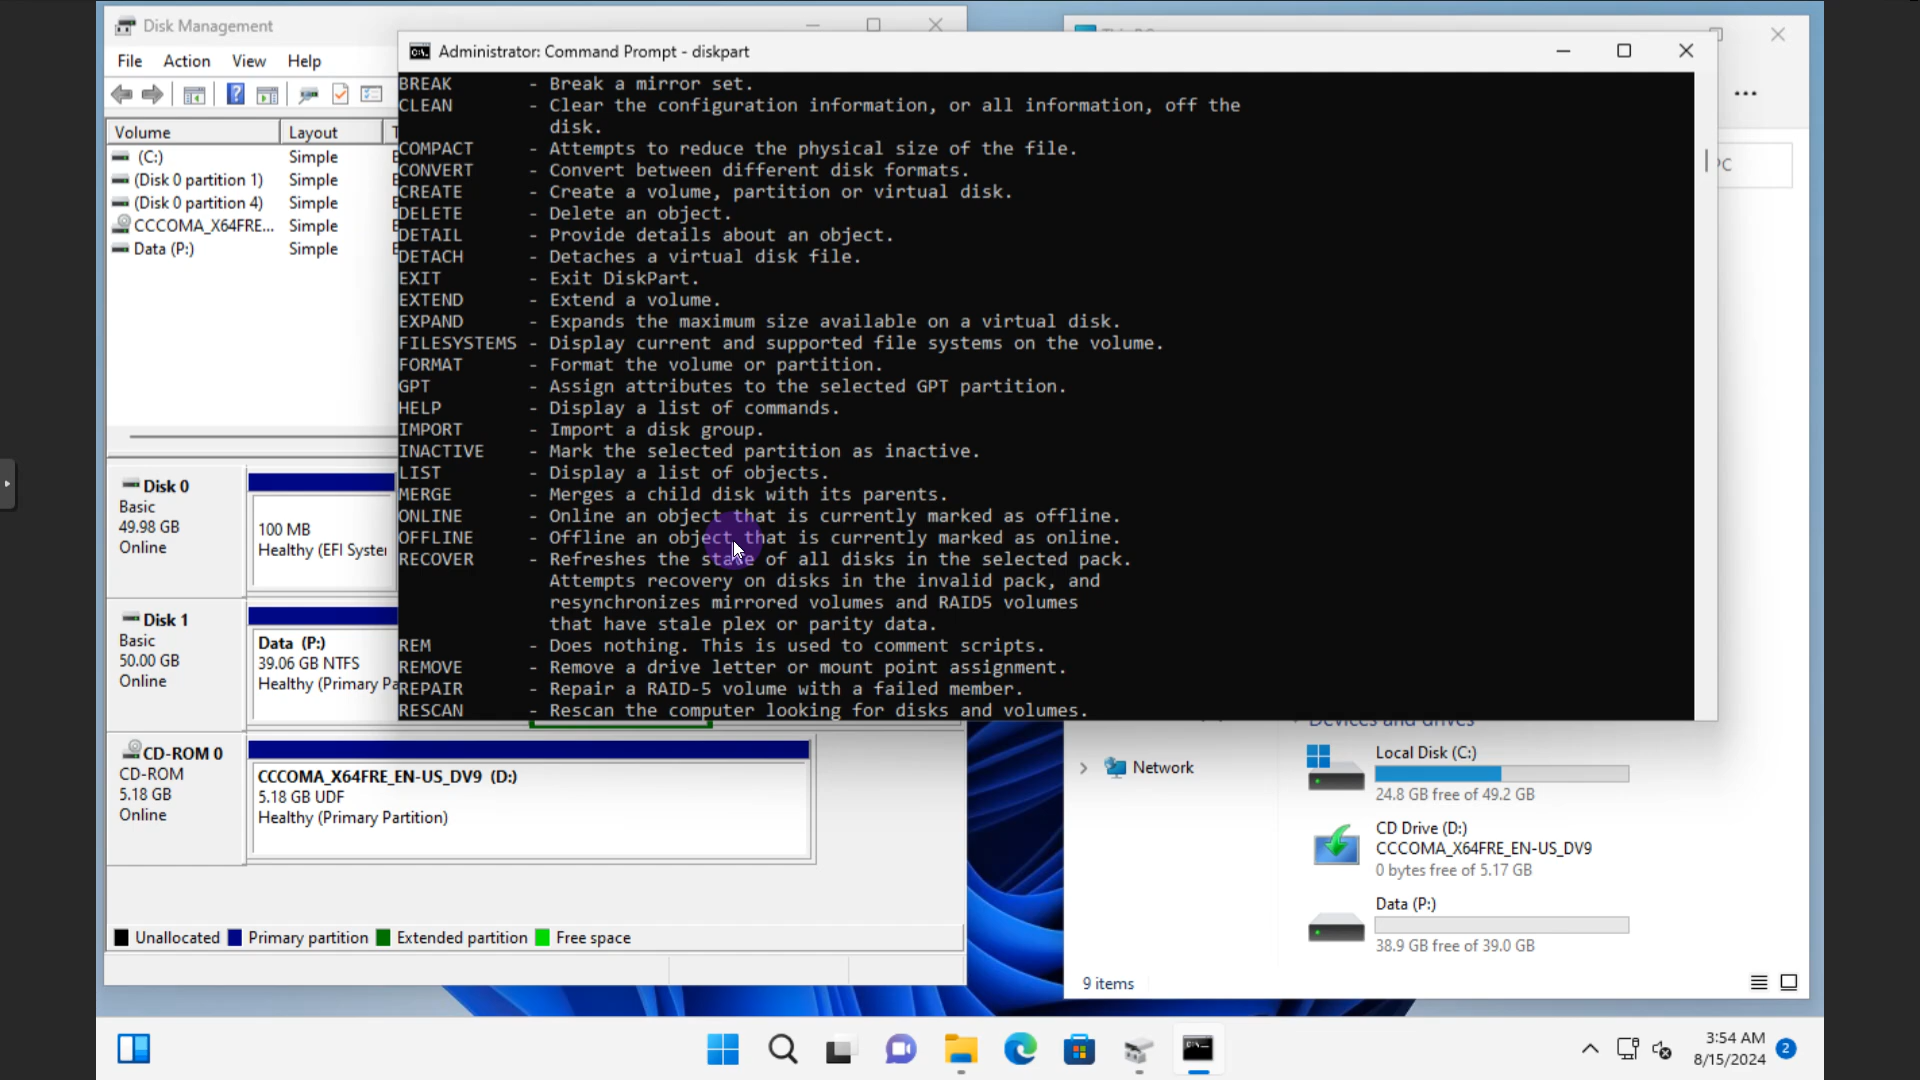 Disk Management
File Action View Help
Volume Layout T
(C:) Simple
(Disk 0 partition 1) Simple
(Disk 0 partition 4) Simple
CCCOMA_X64FRE... Simple
Data (P:) Simple
Disk 0
Basic
49.98 GB
Online
100 MB
Healthy (EFI Syster
Disk 1
Basic
50.00 GB
Online
Data (P:)
39.06 GB NTFS
Healthy (Primary Pa
CD-ROM 0
CD-ROM
5.18 GB
Online
CCCOMA_X64FRE_EN-US_DV9 (D:)
5.18 GB UDF
Healthy (Primary Partition)
Unallocated Primary partition Extended partition Free space
Administrator: Command Prompt - diskpart
BREAK - Break a mirror set.
CLEAN - Clear the configuration information, or all information, off the
disk.
COMPACT - Attempts to reduce the physical size of the file.
CONVERT - Convert between different disk formats.
CREATE - Create a volume, partition or virtual disk.
DELETE - Delete an object.
DETAIL - Provide details about an object.
DETACH - Detaches a virtual disk file.
EXIT - Exit DiskPart.
EXTEND - Extend a volume.
EXPAND - Expands the maximum size available on a virtual disk.
FILESYSTEMS - Display current and supported file systems on the volume.
FORMAT - Format the volume or partition.
GPT - Assign attributes to the selected GPT partition.
HELP - Display a list of commands.
IMPORT - Import a disk group.
INACTIVE - Mark the selected partition as inactive.
LIST - Display a list of objects.
MERGE - Merges a child disk with its parents.
ONLINE - Online an object that is currently marked as offline.
OFFLINE - Offline an object that is currently marked as online.
RECOVER - Refreshes the state of all disks in the selected pack.
Attempts recovery on disks in the invalid pack, and
resynchronizes mirrored volumes and RAID5 volumes
that have stale plex or parity data.
REM - Does nothing. This is used to comment scripts.
REMOVE - Remove a drive letter or mount point assignment.
REPAIR - Repair a RAID-5 volume with a failed member.
RESCAN - Rescan the computer looking for disks and volumes.
PC
Devices and drives
Network
Local Disk (C:)
24.8 GB free of 49.2 GB
CD Drive (D:)
CCCOMA_X64FRE_EN-US_DV9
0 bytes free of 5.17 GB
Data (P:)
38.9 GB free of 39.0 GB
9 items
3:54 AM
8/15/2024
2